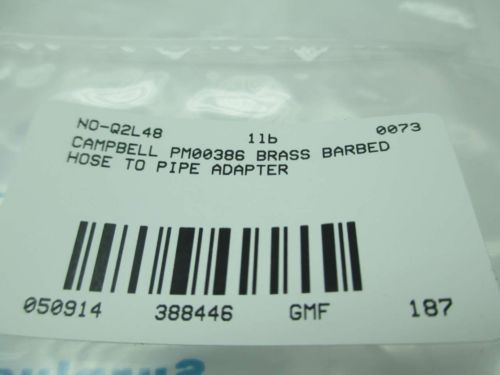 NO-Q2L48 1lb 0073
CAMPBELL PM00386 BRASS BARBED
HOSE TO PIPE ADAPTER
050914 388446 GMF 187